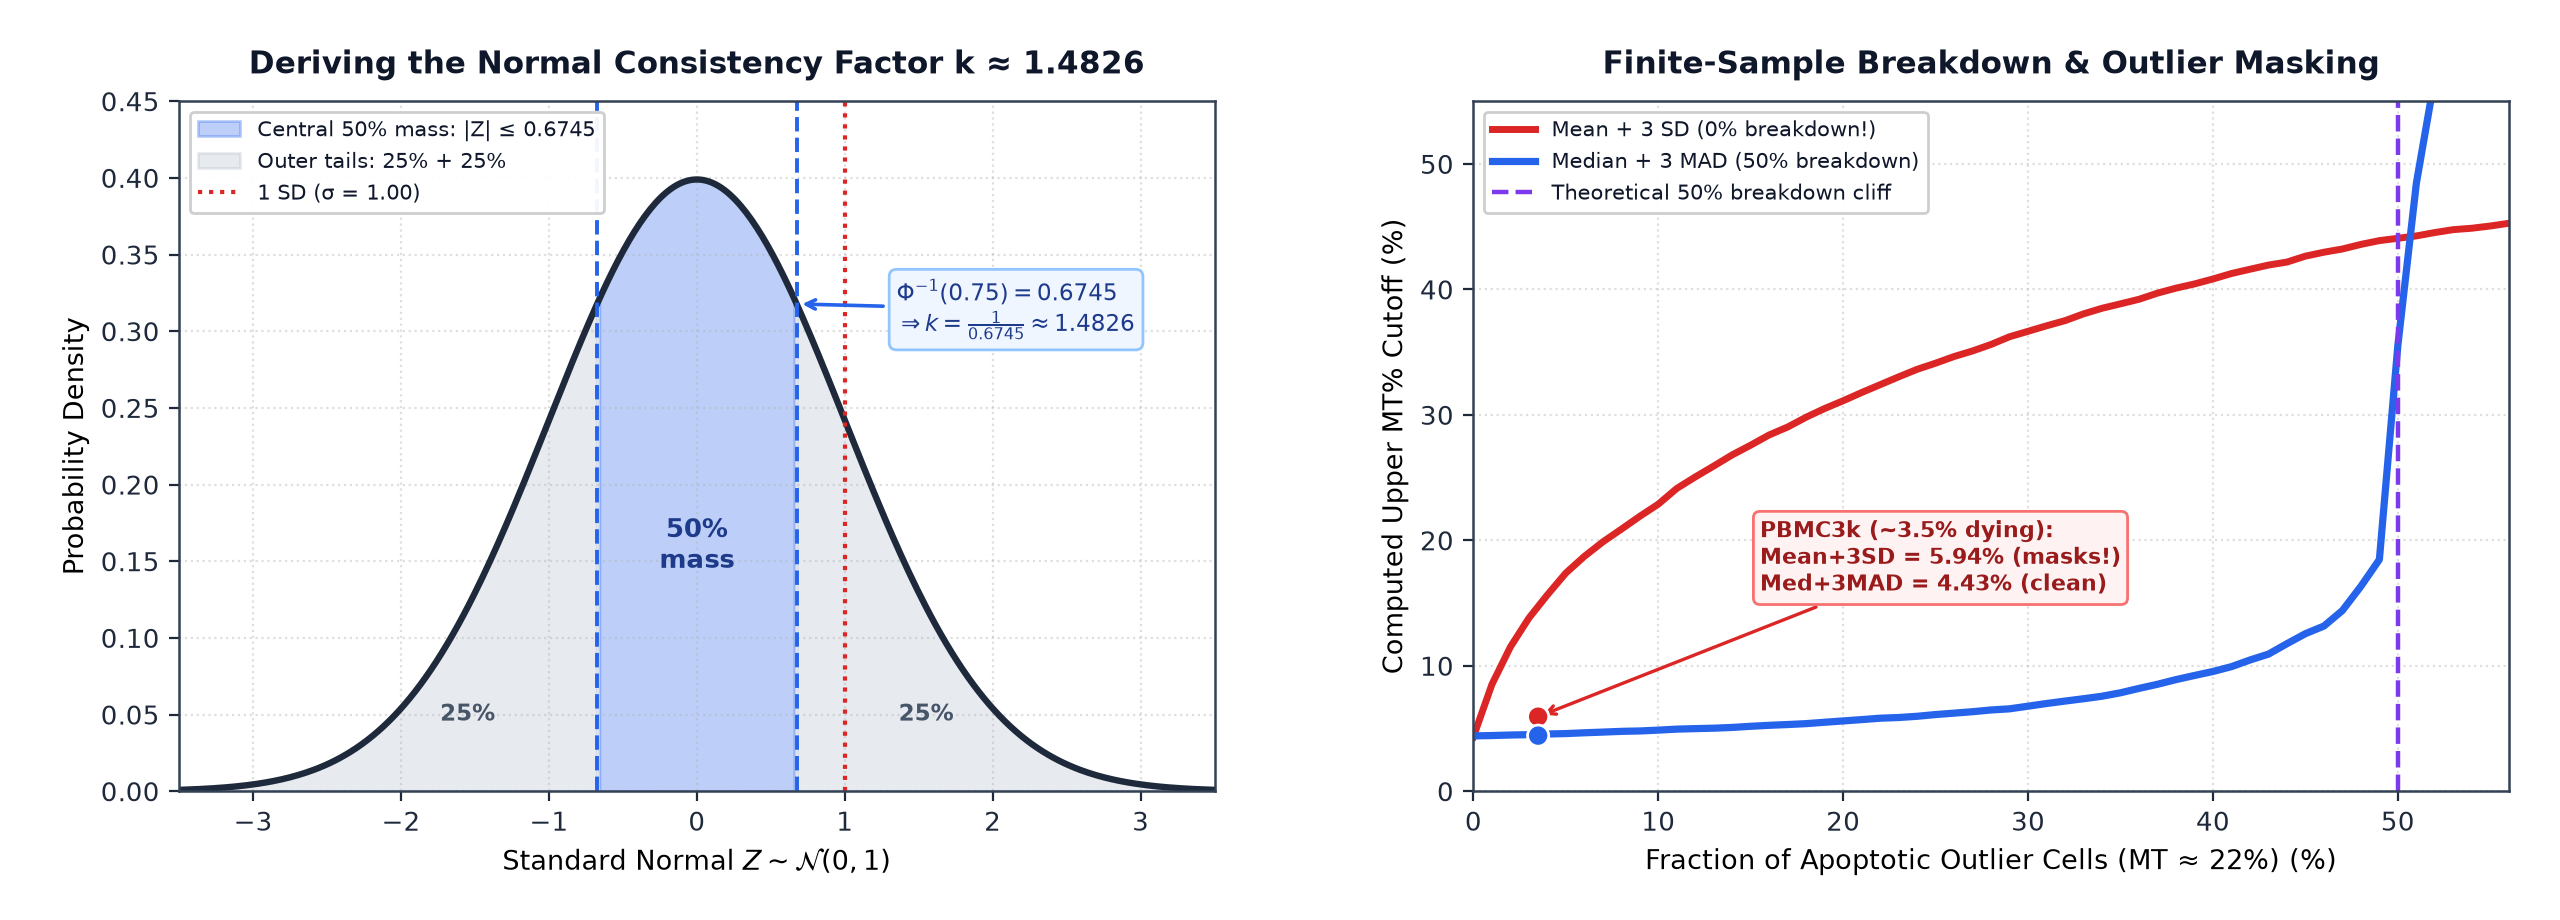 Deriving the Normal Consistency Factor k ≈ 1.4826
Probability Density
0.45
0.40
0.35
0.30
0.25
0.20
0.15
0.10
0.05
0.00
Central 50% mass: |Z| ≤ 0.6745
Outer tails: 25% + 25%
1 SD (σ = 1.00)
Φ⁻¹(0.75) = 0.6745
⇒ k = 1/0.6745 ≈ 1.4826
50%
mass
25%
25%
−3
−2
−1
0
1
2
3
Standard Normal Z ~ 𝒩(0, 1)
Finite-Sample Breakdown & Outlier Masking
Computed Upper MT% Cutoff (%)
50
40
30
20
10
0
Mean + 3 SD (0% breakdown!)
Median + 3 MAD (50% breakdown)
Theoretical 50% breakdown cliff
PBMC3k (~3.5% dying):
Mean+3SD = 5.94% (masks!)
Med+3MAD = 4.43% (clean)
0
10
20
30
40
50
Fraction of Apoptotic Outlier Cells (MT ≈ 22%) (%)